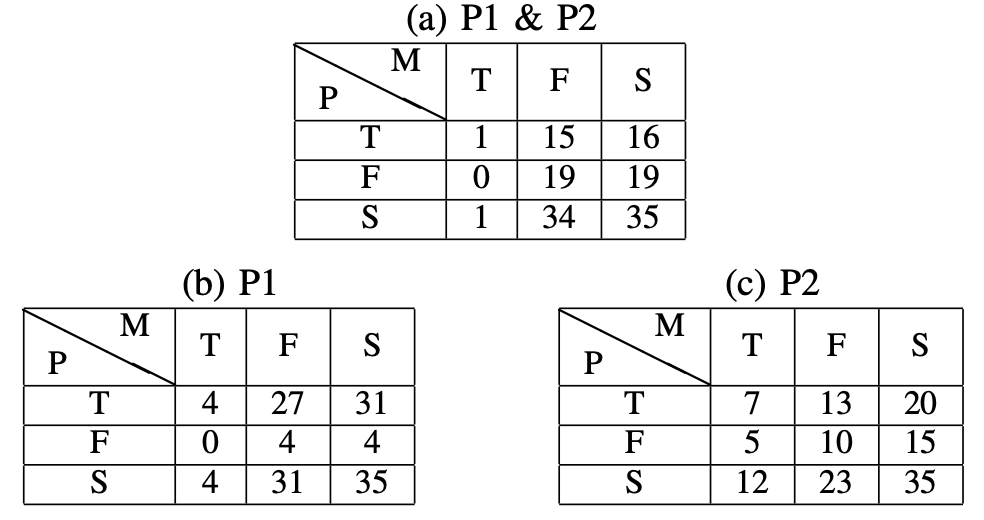 (a) P1 & P2
M
P T F S
T 1 15 16
F 0 19 19
S 1 34 35
(b) P1
M
P T F S
T 4 27 31
F 0 4 4
S 4 31 35
(c) P2
M
P T F S
T 7 13 20
F 5 10 15
S 12 23 35